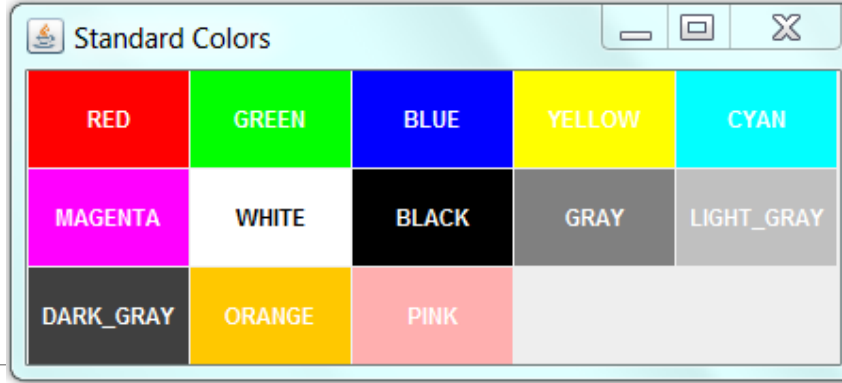 Standard Colors
RED GREEN BLUE YELLOW CYAN
MAGENTA WHITE BLACK GRAY LIGHT_GRAY
DARK_GRAY ORANGE PINK